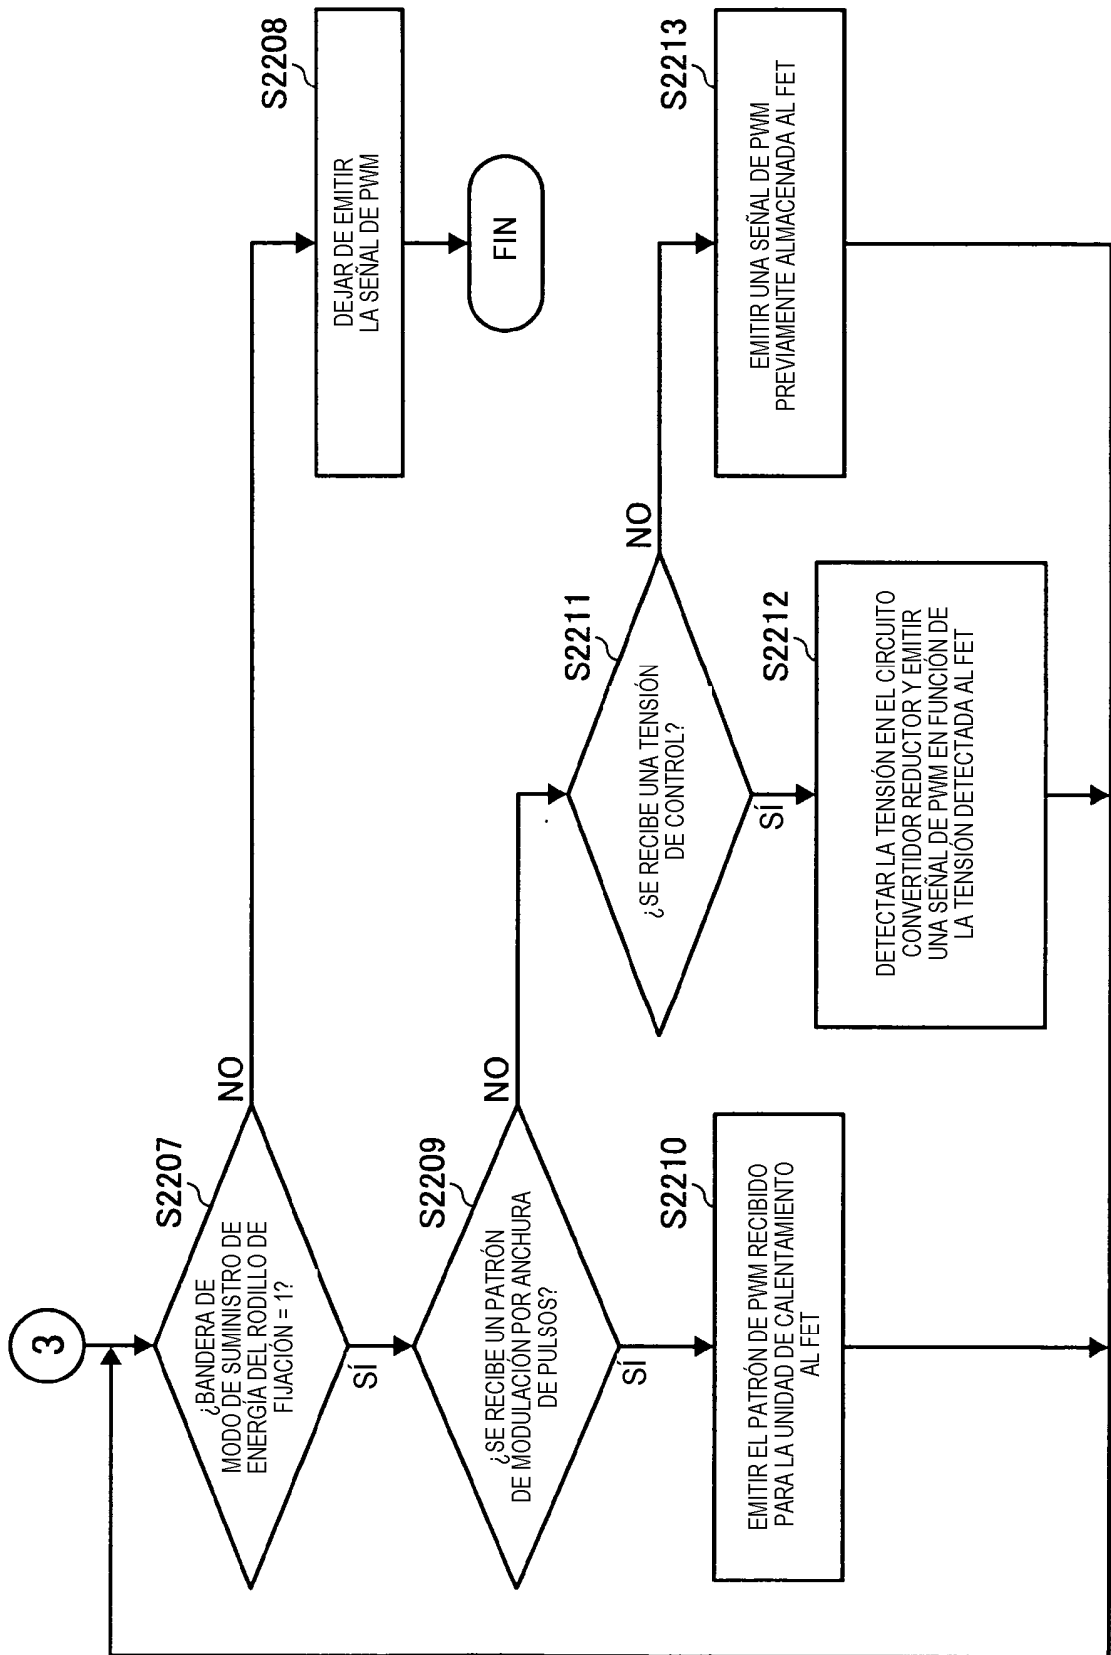 3
S2207
¿BANDERA DE
MODO DE SUMINISTRO DE
ENERGÍA DEL RODILLO DE
FIJACIÓN = 1?
NO
SÍ
S2208
DEJAR DE EMITIR
LA SEÑAL DE PWM
FIN
S2209
¿SE RECIBE UN PATRÓN
DE MODULACIÓN POR ANCHURA
DE PULSOS?
NO
SÍ
S2210
EMITIR EL PATRÓN DE PWM RECIBIDO
PARA LA UNIDAD DE CALENTAMIENTO
AL FET
S2211
¿SE RECIBE UNA TENSIÓN
DE CONTROL?
NO
SÍ
S2212
DETECTAR LA TENSIÓN EN EL CIRCUITO
CONVERTIDOR REDUCTOR Y EMITIR
UNA SEÑAL DE PWM EN FUNCIÓN DE
LA TENSIÓN DETECTADA AL FET
S2213
EMITIR UNA SEÑAL DE PWM
PREVIAMENTE ALMACENADA AL FET